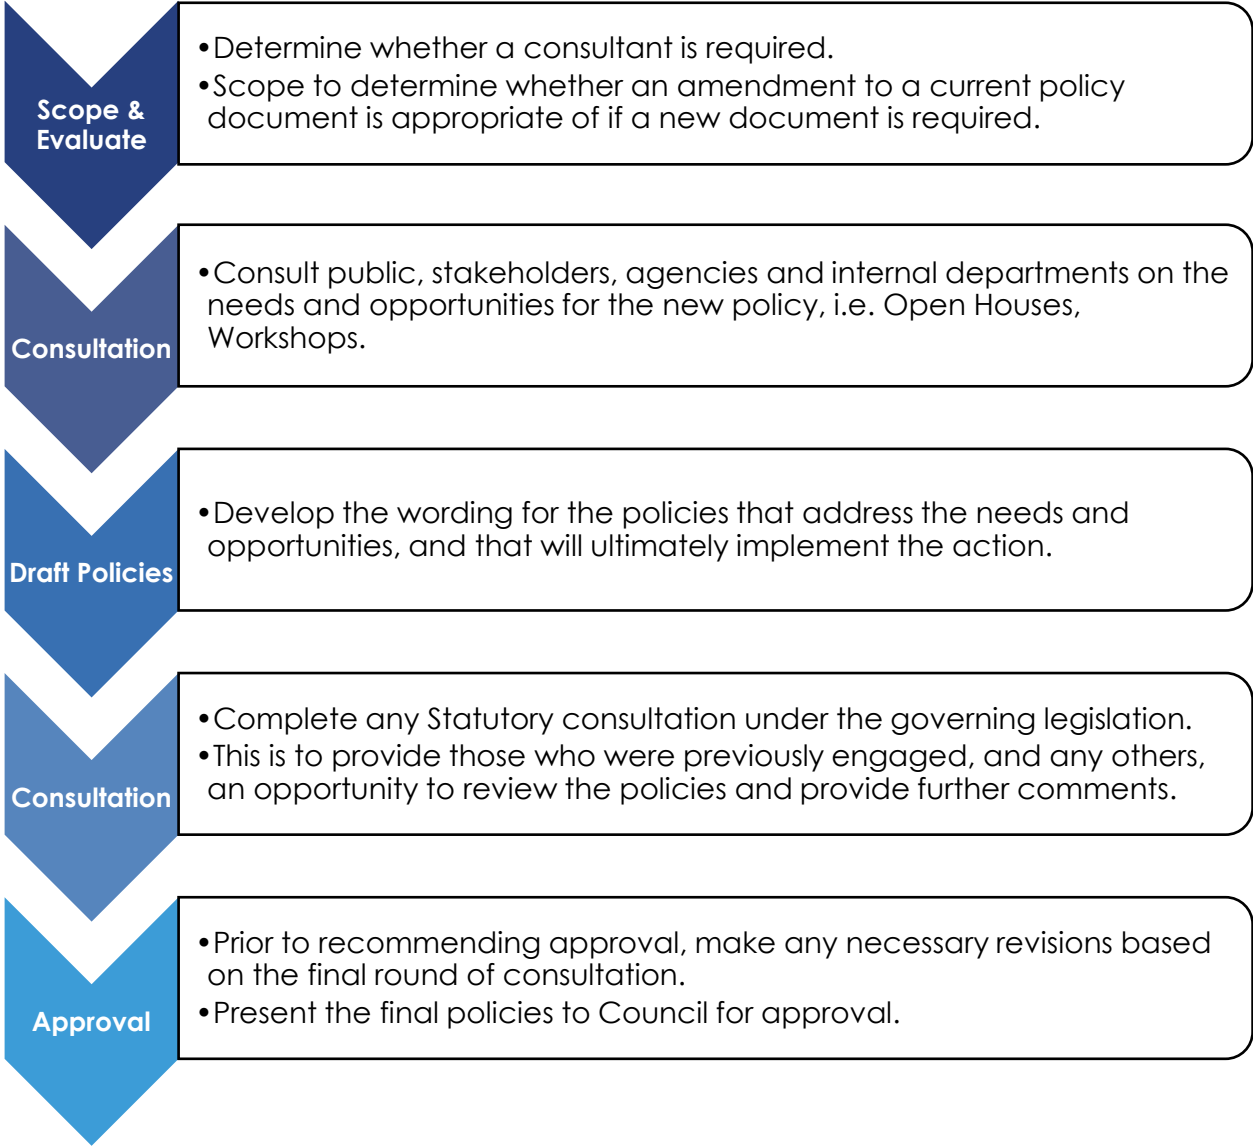 Scope &
Evaluate
•Determine whether a consultant is required.
•Scope to determine whether an amendment to a current policy
document is appropriate of if a new document is required.
Consultation
•Consult public, stakeholders, agencies and internal departments on the
needs and opportunities for the new policy, i.e. Open Houses,
Workshops.
Draft Policies
•Develop the wording for the policies that address the needs and
opportunities, and that will ultimately implement the action.
Consultation
•Complete any Statutory consultation under the governing legislation.
•This is to provide those who were previously engaged, and any others,
an opportunity to review the policies and provide further comments.
Approval
•Prior to recommending approval, make any necessary revisions based
on the final round of consultation.
•Present the final policies to Council for approval.